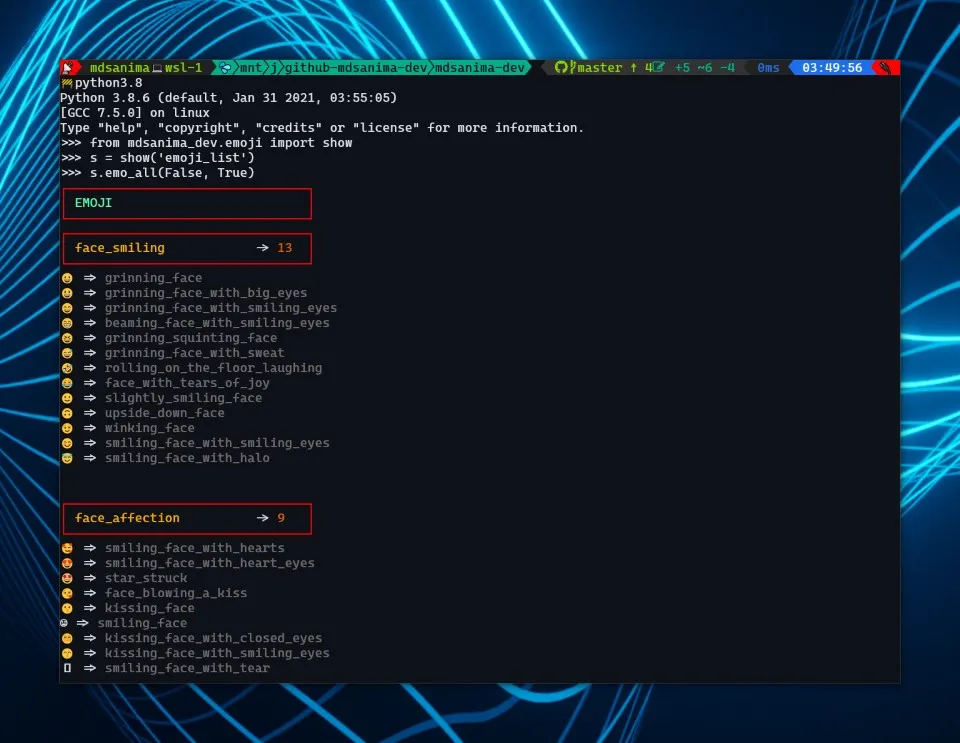 mdsanima wsl-1 mnt j github-mdsanima-dev mdsanima-dev master ↑ 4 +5 ~6 -4 0ms 03:49:56
python3.8
Python 3.8.6 (default, Jan 31 2021, 03:55:05)
[GCC 7.5.0] on linux
Type "help", "copyright", "credits" or "license" for more information.
>>> from mdsanima_dev.emoji import show
>>> s = show('emoji_list')
>>> s.emo_all(False, True)
EMOJI
face_smiling → 13
😀 ⇒ grinning_face
😃 ⇒ grinning_face_with_big_eyes
😄 ⇒ grinning_face_with_smiling_eyes
😁 ⇒ beaming_face_with_smiling_eyes
😆 ⇒ grinning_squinting_face
😅 ⇒ grinning_face_with_sweat
🤣 ⇒ rolling_on_the_floor_laughing
😂 ⇒ face_with_tears_of_joy
🙂 ⇒ slightly_smiling_face
🙃 ⇒ upside_down_face
😉 ⇒ winking_face
😊 ⇒ smiling_face_with_smiling_eyes
😇 ⇒ smiling_face_with_halo
face_affection → 9
🥰 ⇒ smiling_face_with_hearts
😍 ⇒ smiling_face_with_heart_eyes
🤩 ⇒ star_struck
😘 ⇒ face_blowing_a_kiss
😗 ⇒ kissing_face
☺ ⇒ smiling_face
😚 ⇒ kissing_face_with_closed_eyes
😙 ⇒ kissing_face_with_smiling_eyes
▯ ⇒ smiling_face_with_tear